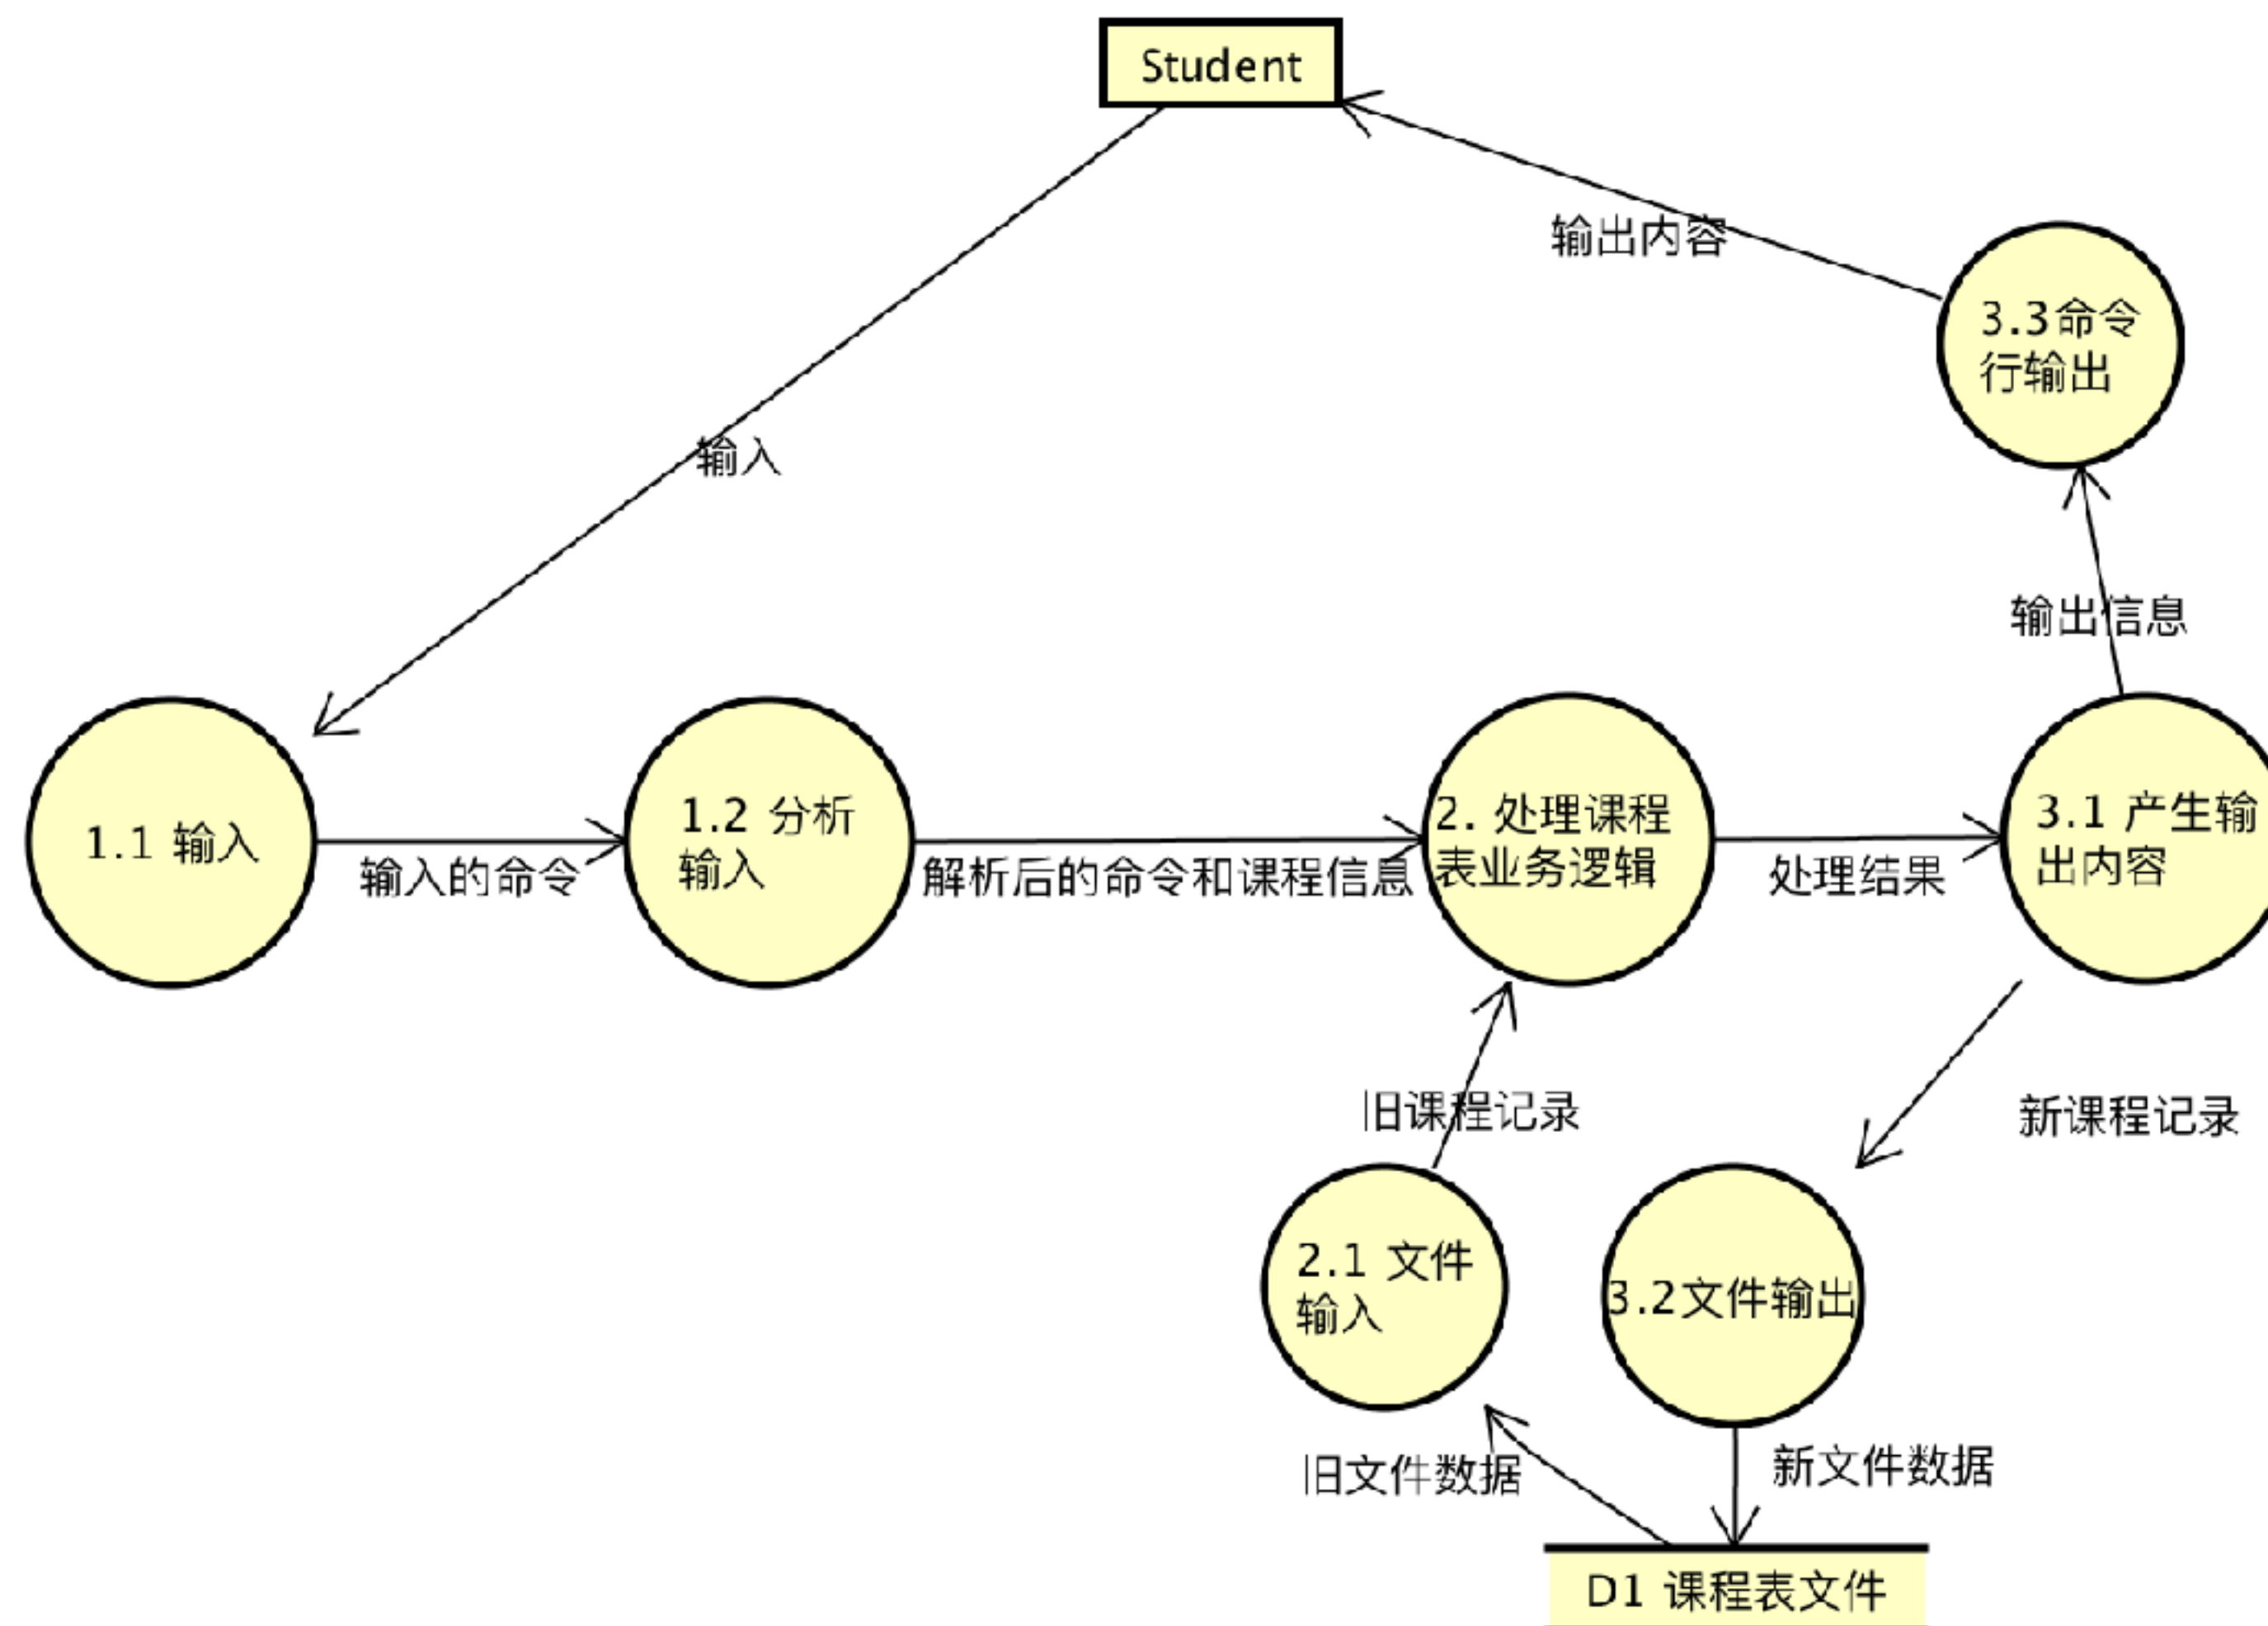 Student
输出内容
3.3命令
行输出
输入
输出信息
1.1 输入
输入的命令
1.2 分析
输入
解析后的命令和课程信息
2. 处理课程
表业务逻辑
处理结果
3.1 产生输
出内容
旧课程记录
新课程记录
2.1 文件
输入
3.2文件输出
旧文件数据
新文件数据
D1 课程表文件